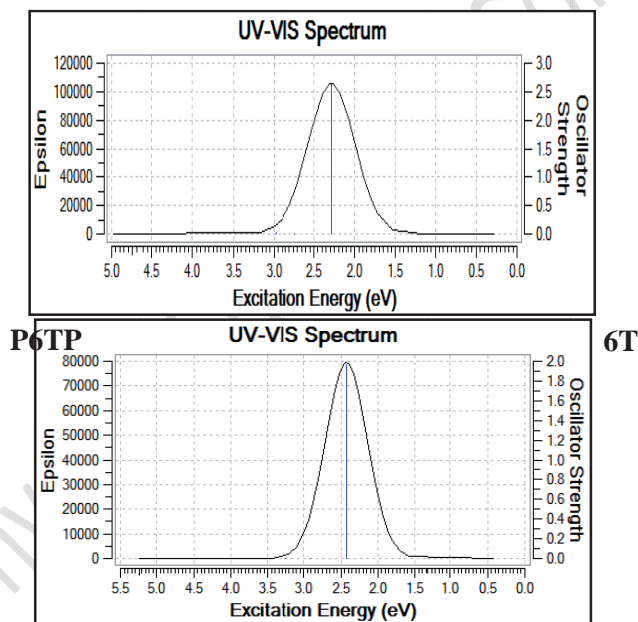 UV-VIS Spectrum
120000
100000
80000
60000
40000
20000
0
Epsilon
3.0
2.5
2.0
1.5
1.0
0.5
0.0
Oscillator
Strength
5.0 4.5 4.0 3.5 3.0 2.5 2.0 1.5 1.0 0.5 0.0
Excitation Energy (eV)
P6TP
6T
UV-VIS Spectrum
80000
70000
60000
50000
40000
30000
20000
10000
0
Epsilon
2.0
1.8
1.6
1.4
1.2
1.0
0.8
0.6
0.4
0.2
0.0
Oscillator Strength
5.5 5.0 4.5 4.0 3.5 3.0 2.5 2.0 1.5 1.0 0.5 0.0
Excitation Energy (eV)